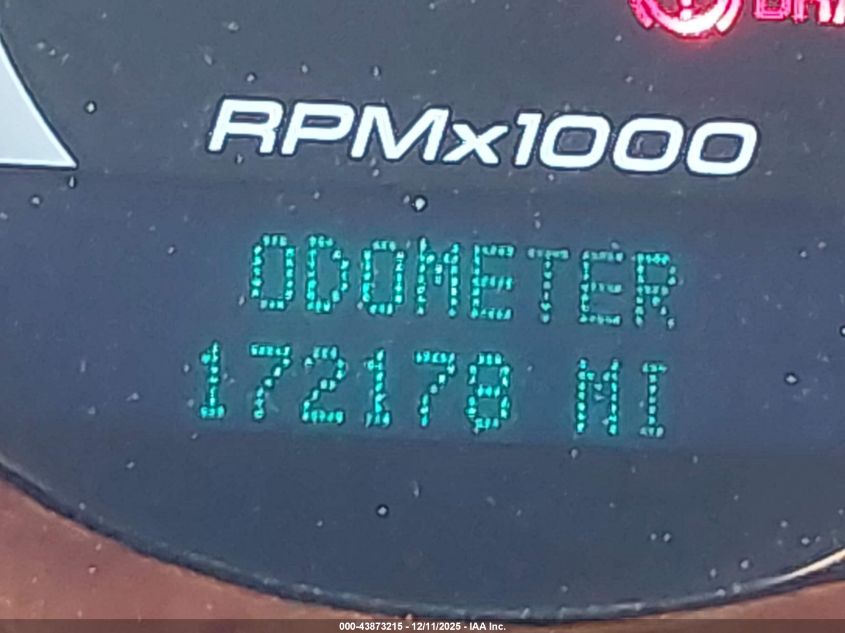 RPMx1000
ODOMETER
172178 MI
000-43873215 - 12/11/2025 - IAA Inc.